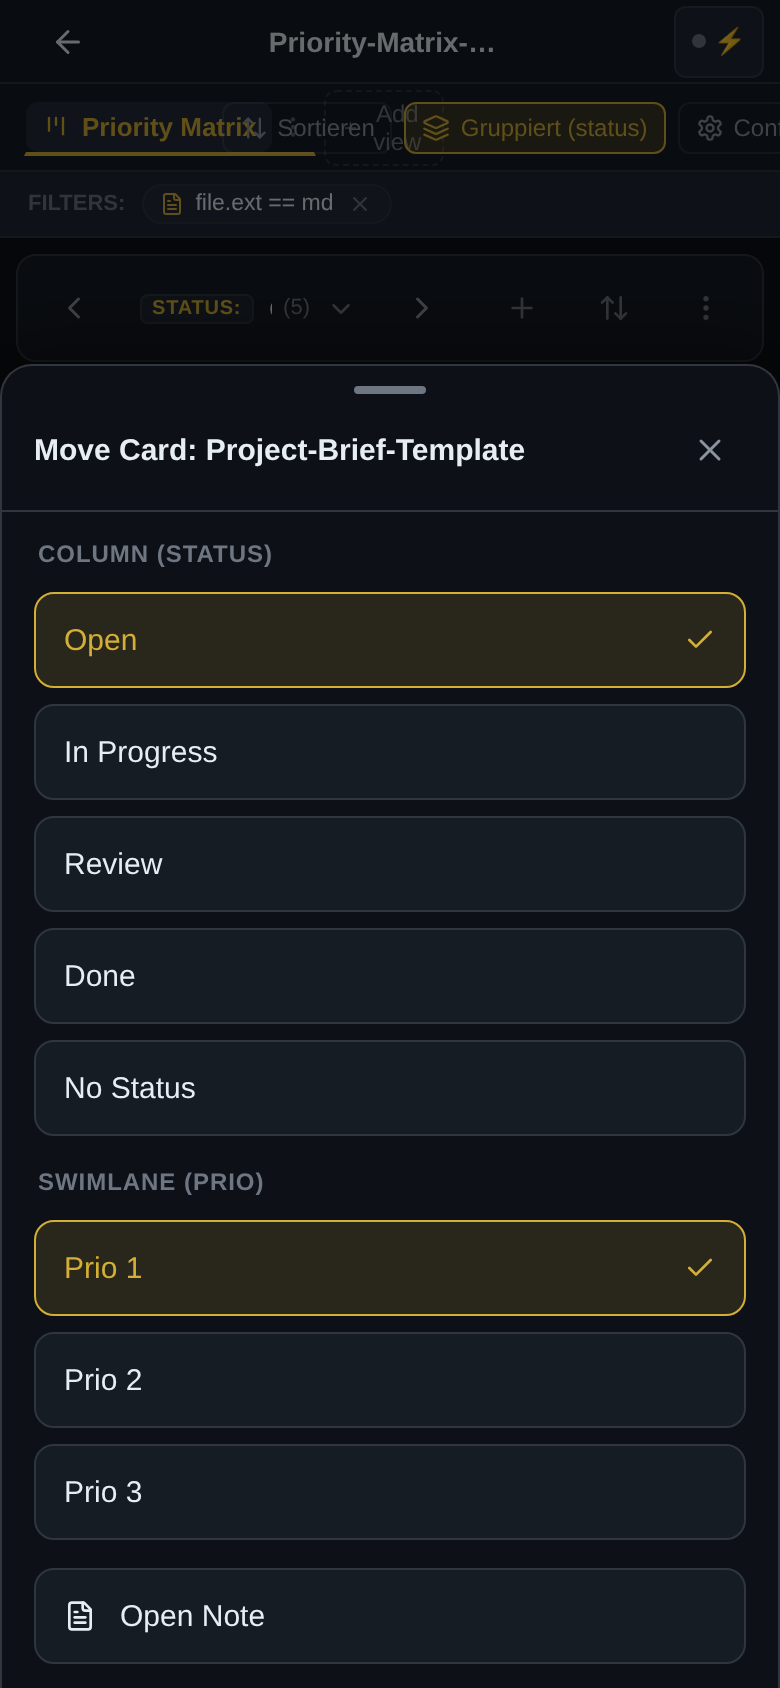 Priority-Matrix-…
Priority Matrix
Sortieren
Add view
Gruppiert (status)
FILTERS:
file.ext == md
STATUS:
(5)
Move Card: Project-Brief-Template
COLUMN (STATUS)
Open
In Progress
Review
Done
No Status
SWIMLANE (PRIO)
Prio 1
Prio 2
Prio 3
Open Note